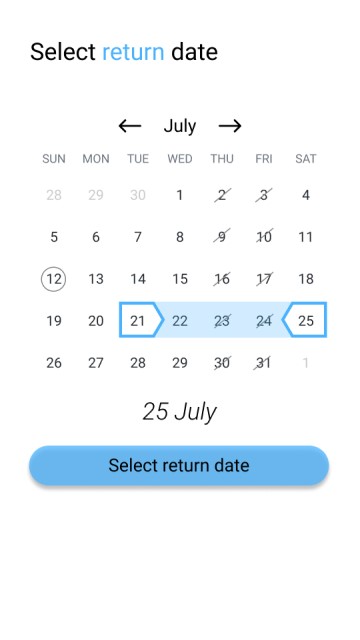 Select return date
← July →
SUN MON TUE WED THU FRI SAT
28 29 30 1 2 3 4
5 6 7 8 9 10 11
12 13 14 15 16 17 18
19 20 21 22 23 24 25
26 27 28 29 30 31 1
25 July
Select return date